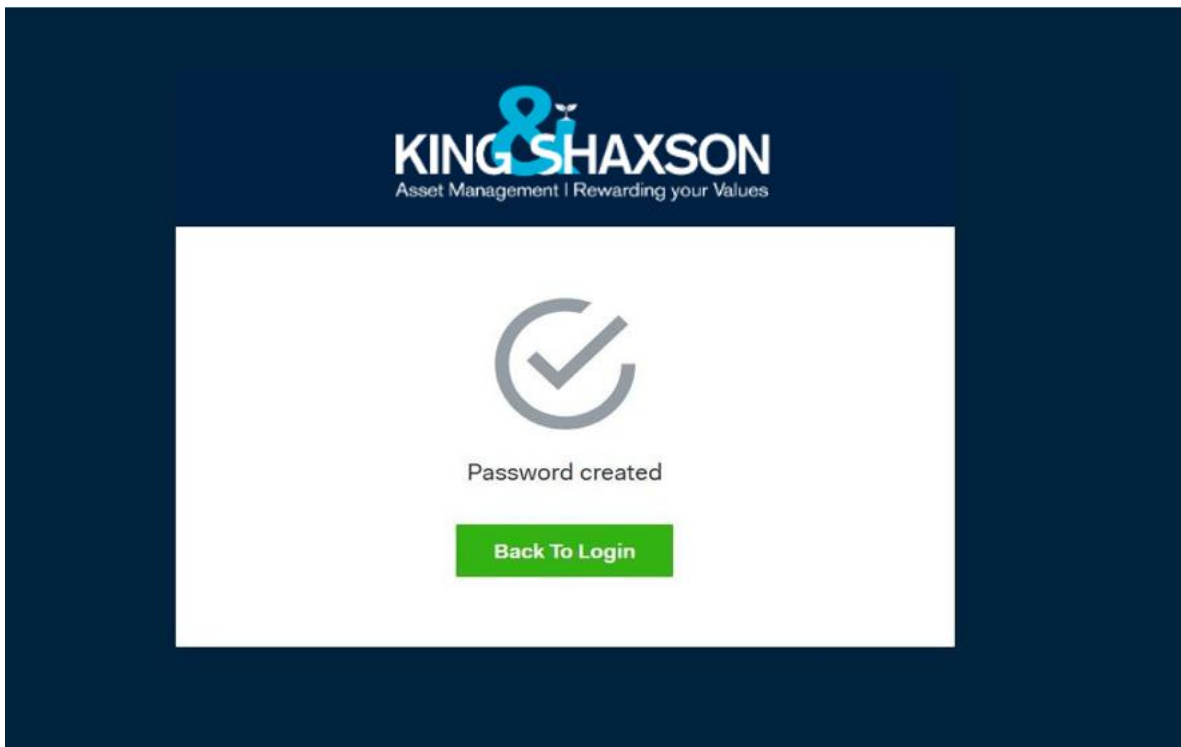 KING & SHAXSON
Asset Management | Rewarding your Values
Password created
Back To Login